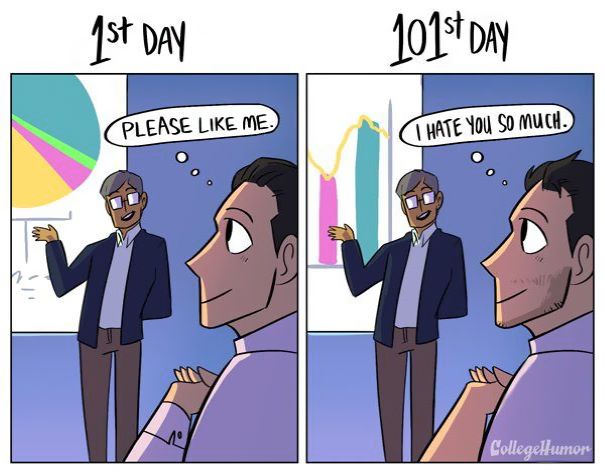 1st DAY
101st DAY
PLEASE LIKE ME.
I HATE YOU SO MUCH.
CollegeHumor